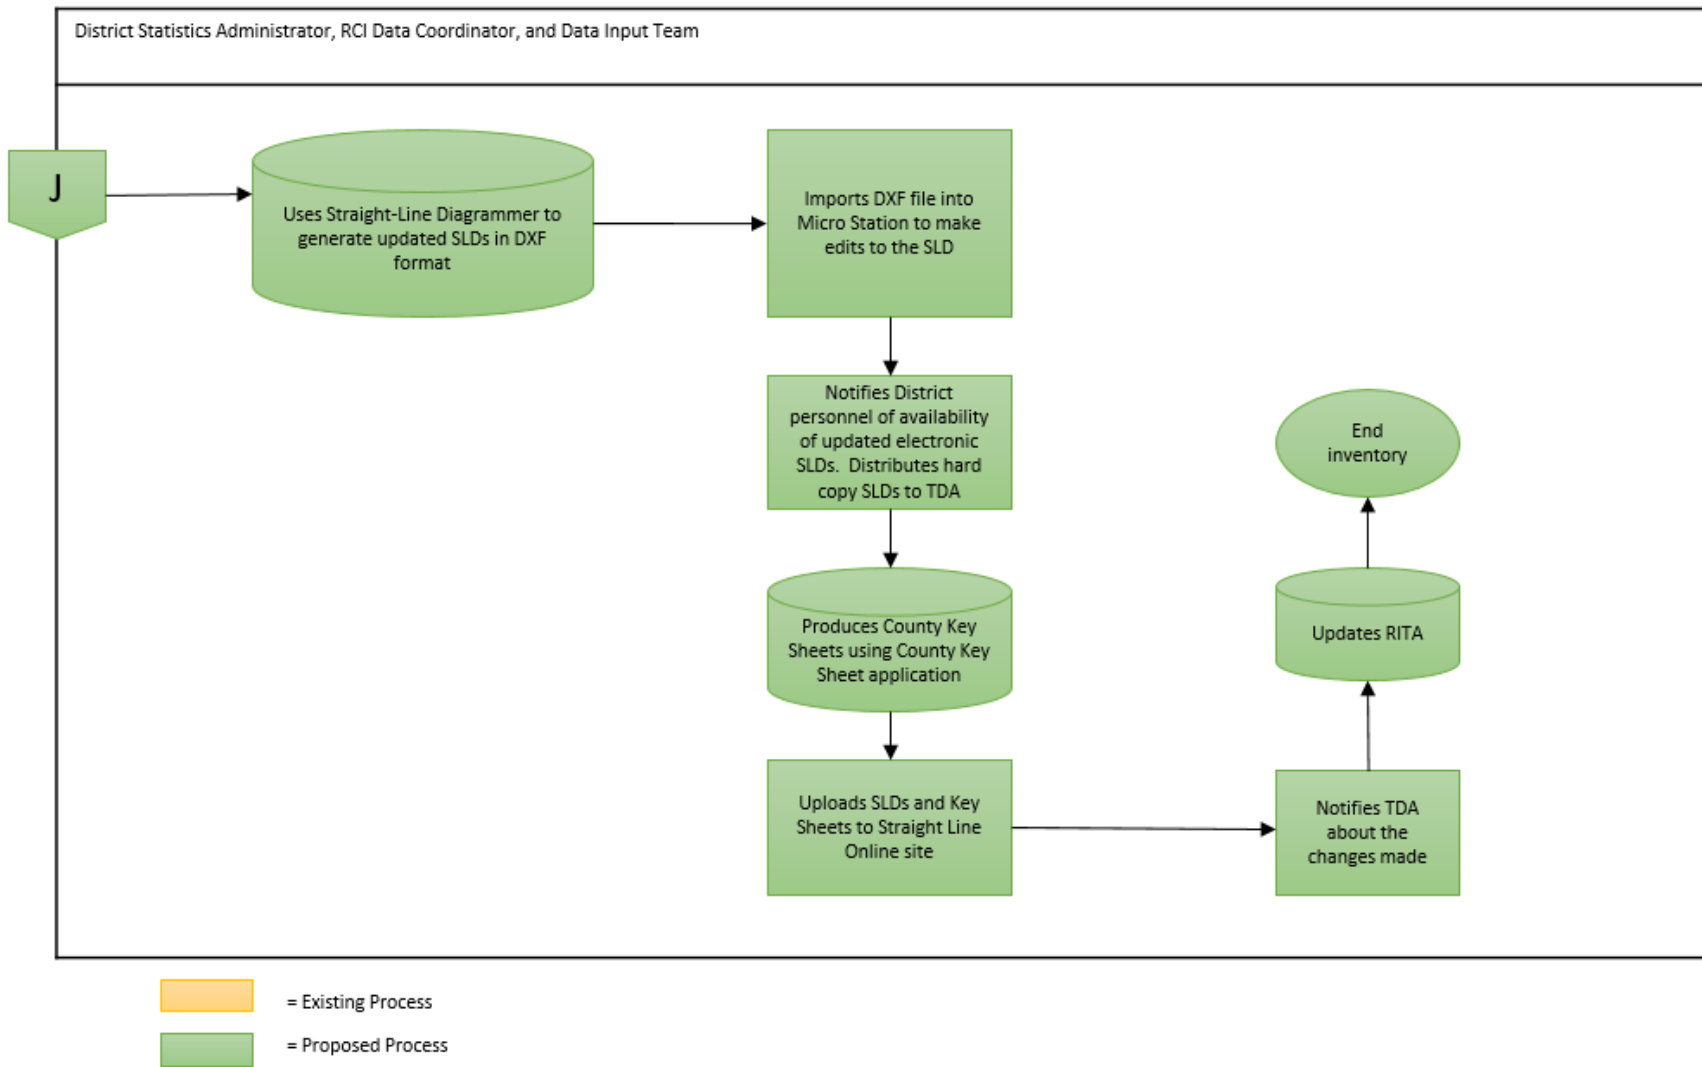 District Statistics Administrator, RCI Data Coordinator, and Data Input Team
J
Uses Straight-Line Diagrammer to
generate updated SLDs in DXF
format
Imports DXF file into
Micro Station to make
edits to the SLD
Notifies District
personnel of availability
of updated electronic
SLDs.  Distributes hard
copy SLDs to TDA
Produces County Key
Sheets using County Key
Sheet application
Uploads SLDs and Key
Sheets to Straight Line
Online site
Notifies TDA
about the
changes made
Updates RITA
End
inventory
= Existing Process
= Proposed Process